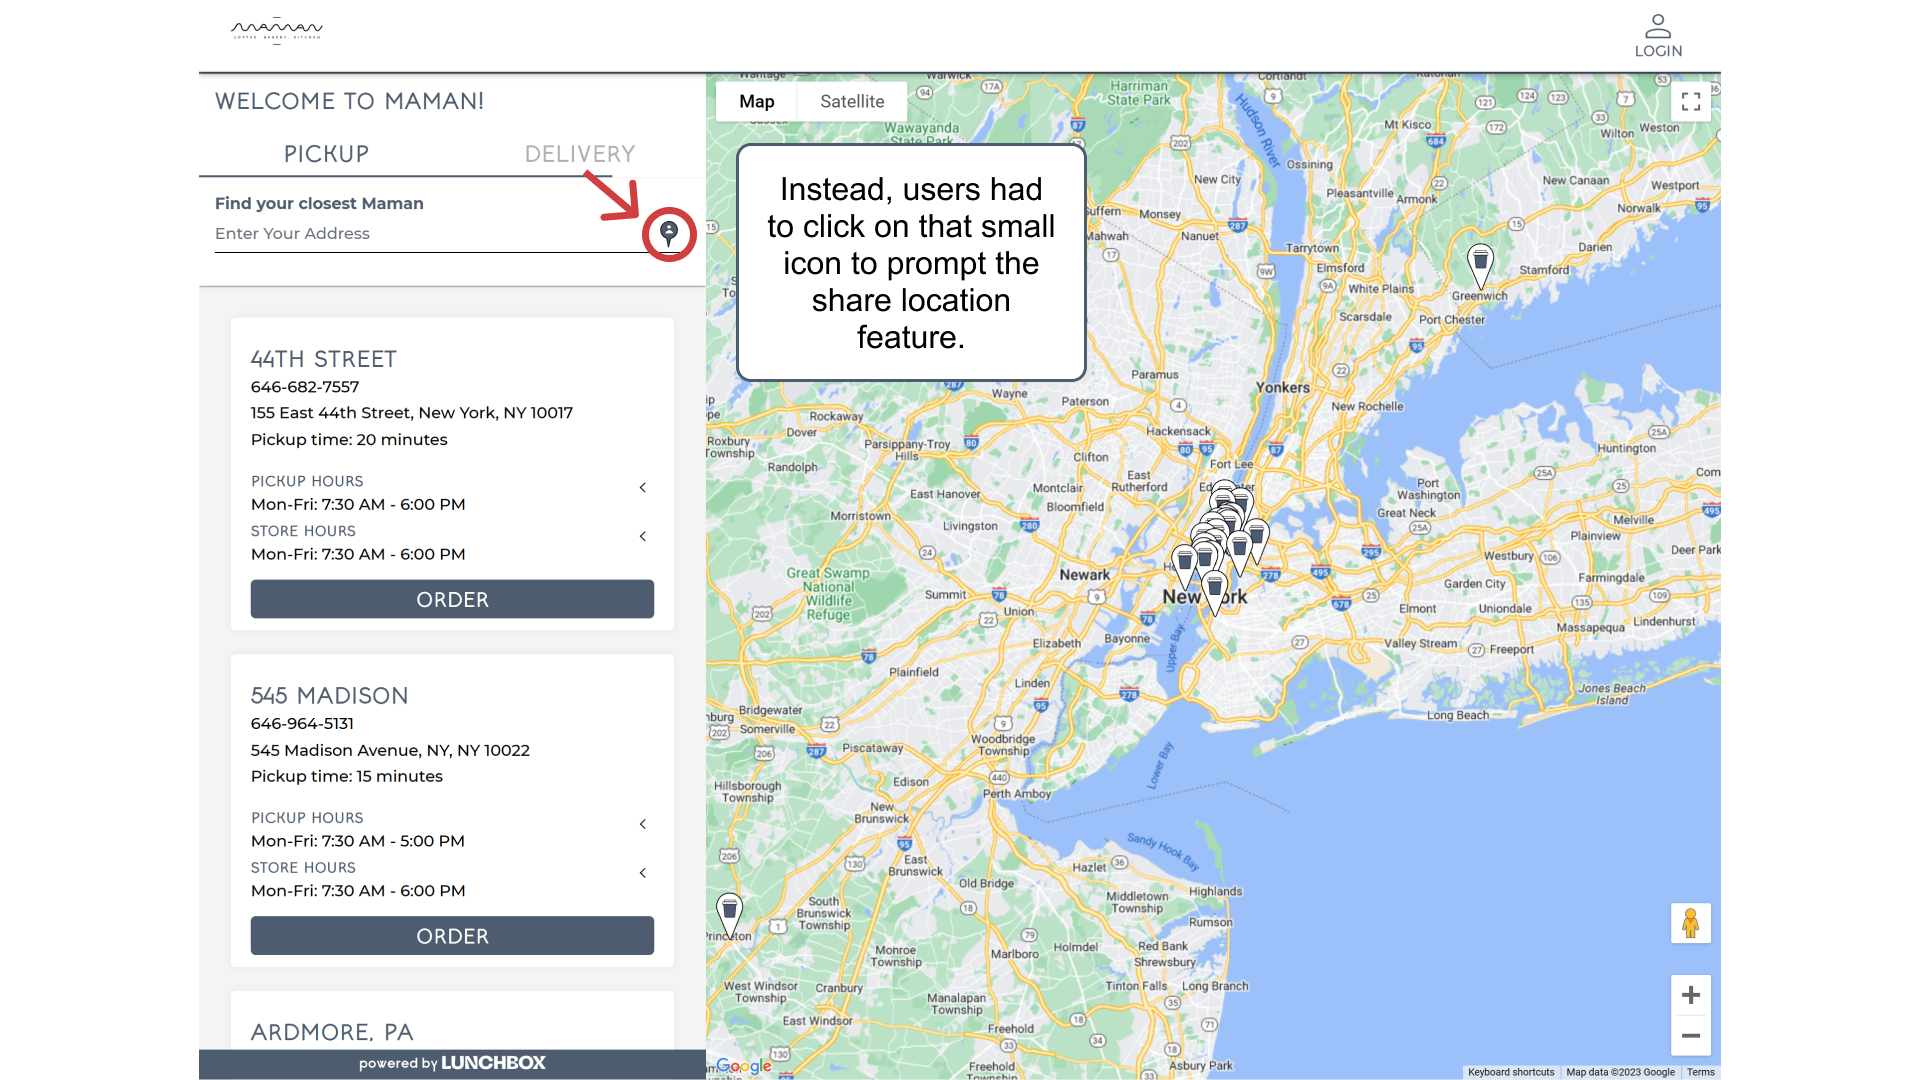 MAMAN
COFFEE. BAKERY. KITCHEN
LOGIN
WELCOME TO MAMAN!
PICKUP
DELIVERY
Find your closest Maman
Enter Your Address
44TH STREET
646-682-7557
155 East 44th Street, New York, NY 10017
Pickup time: 20 minutes
PICKUP HOURS
Mon-Fri: 7:30 AM - 6:00 PM
STORE HOURS
Mon-Fri: 7:30 AM - 6:00 PM
ORDER
545 MADISON
646-964-5131
545 Madison Avenue, NY, NY 10022
Pickup time: 15 minutes
PICKUP HOURS
Mon-Fri: 7:30 AM - 5:00 PM
STORE HOURS
Mon-Fri: 7:30 AM - 6:00 PM
ORDER
ARDMORE, PA
powered by LUNCHBOX
Map
Satellite
Instead, users had
to click on that small
icon to prompt the
share location
feature.
Warwick
Harriman
State Park
Cortlandt
Wawayanda
State Park
Hudson River
Mt Kisco
Wilton
Weston
Ossining
New City
Pleasantville
Armonk
New Canaan
Westport
Norwalk
Suffern
Monsey
Mahwah
Nanuet
Tarrytown
Darien
Elmsford
Stamford
White Plains
Greenwich
Scarsdale
Port Chester
Paramus
Yonkers
Wayne
Paterson
New Rochelle
Rockaway
Dover
Hackensack
Roxbury
Township
Parsippany-Troy
Hills
Clifton
Fort Lee
Huntington
Randolph
East
Rutherford
Port
Washington
East Hanover
Montclair
Bloomfield
Great Neck
Morristown
Livingston
Melville
Plainview
Deer Park
Westbury
Great Swamp
National
Wildlife
Refuge
Newark
Garden City
Farmingdale
Summit
New York
Union
Elmont
Uniondale
Massapequa
Lindenhurst
Elizabeth
Bayonne
Upper Bay
Valley Stream
Freeport
Plainfield
Linden
Jones Beach
Island
Long Beach
Bridgewater
Somerville
Woodbridge
Township
Piscataway
Lower Bay
Edison
Hillsborough
Township
Perth Amboy
New
Brunswick
Sandy Hook Bay
East
Brunswick
Hazlet
Old Bridge
Highlands
Middletown
Township
South
Brunswick
Township
Rumson
Princeton
Monroe
Township
Marlboro
Holmdel
Red Bank
Shrewsbury
West Windsor
Township
Cranbury
Tinton Falls
Long Branch
Manalapan
Township
East Windsor
Freehold
Freehold
Township
Asbury Park
Google
Keyboard shortcuts
Map data ©2023 Google
Terms